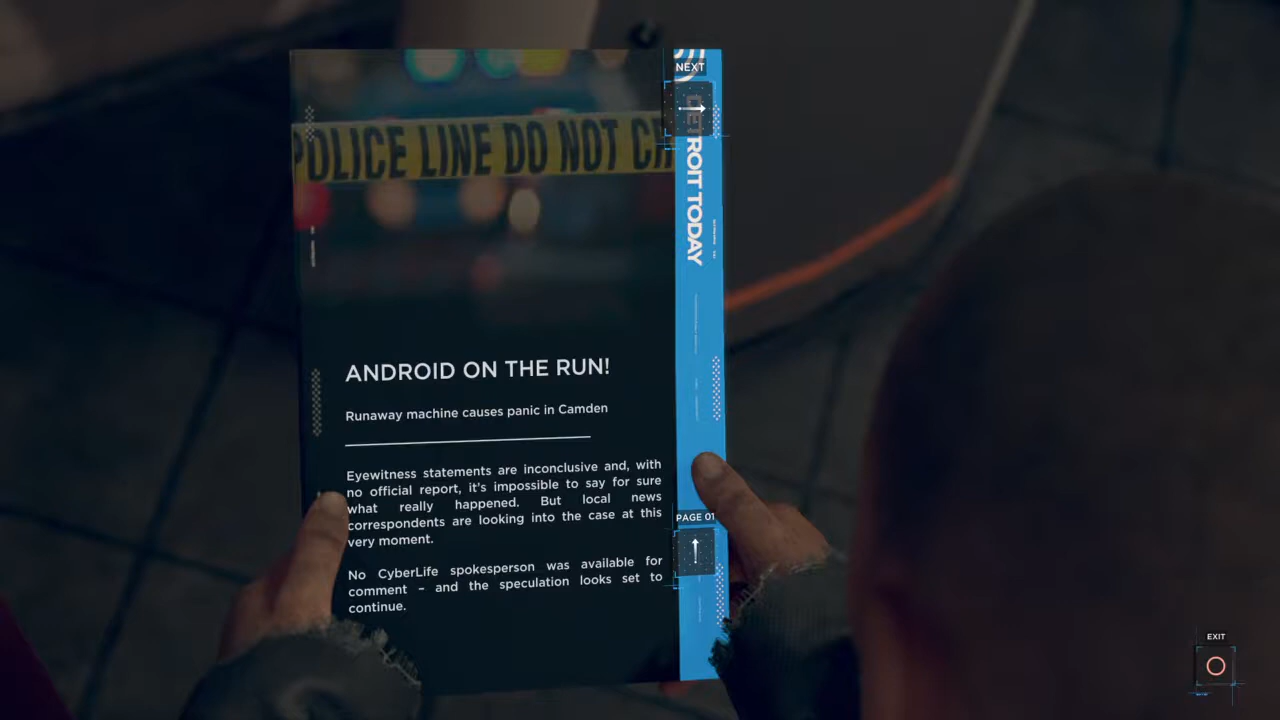 NEXT
DETROIT TODAY
POLICE LINE DO NOT
ANDROID ON THE RUN!
Runaway machine causes panic in Camden
Eyewitness statements are inconclusive and, with
no official report, it's impossible to say for sure
what really happened. But local news
correspondents are looking into the case at this
very moment.
No CyberLife spokesperson was available for
comment – and the speculation looks set to
continue.
PAGE 01
EXIT